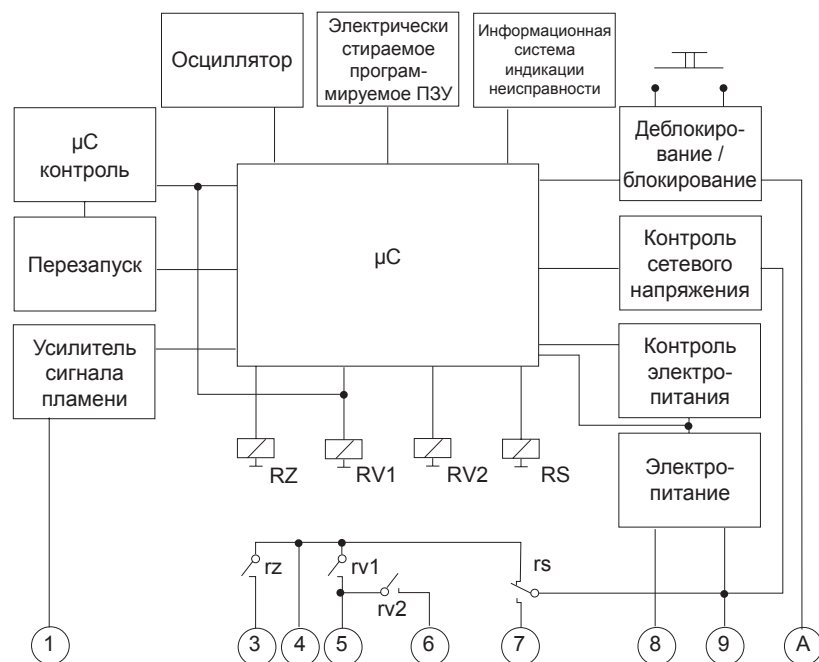 Осциллятор
Электрически
стираемое
програм-
мируемое ПЗУ
Информационная
система
индикации
неисправности
µC
контроль
Деблокиро-
вание /
блокирование
Перезапуск
µC
Контроль
сетевого
напряжения
Усилитель
сигнала
пламени
Контроль
электро-
питания
RZ
RV1
RV2
RS
Электро-
питание
rz
rv1
rv2
rs
1
3
4
5
6
7
8
9
A